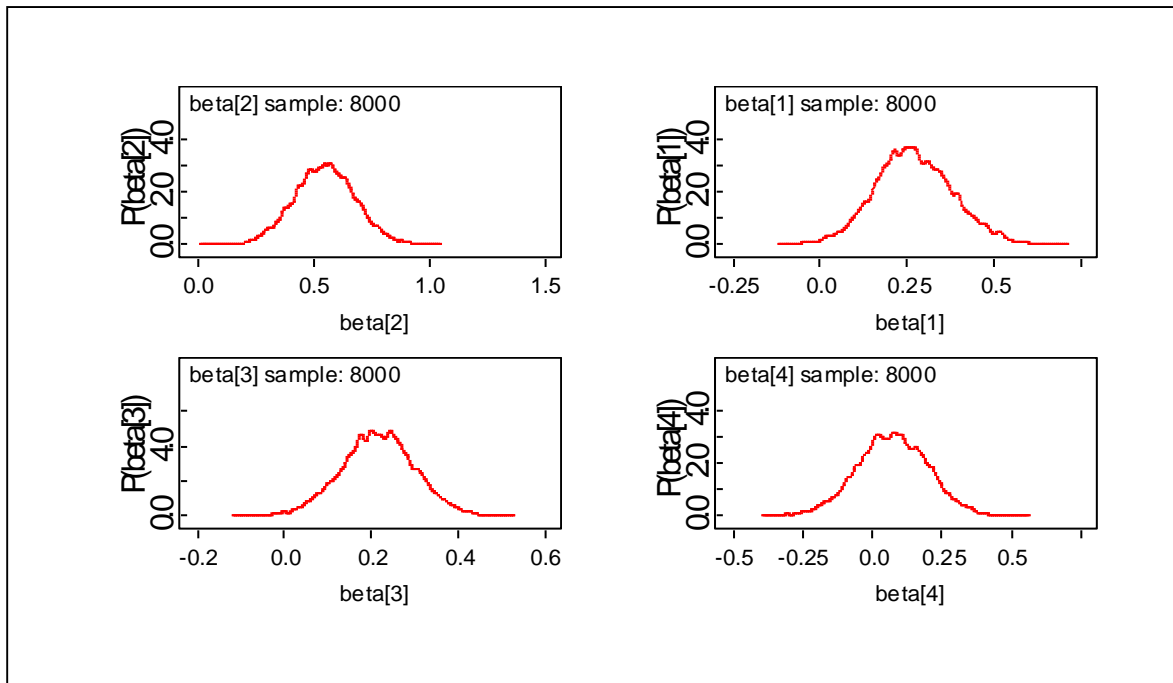 beta[2] sample: 8000
P(beta[2])
4.0
2.0
0.0
0.0 0.5 1.0 1.5
beta[2]
beta[1] sample: 8000
P(beta[1])
4.0
2.0
0.0
-0.25 0.0 0.25 0.5
beta[1]
beta[3] sample: 8000
P(beta[3])
4.0
0.0
-0.2 0.0 0.2 0.4 0.6
beta[3]
beta[4] sample: 8000
P(beta[4])
4.0
2.0
0.0
-0.5 -0.25 0.0 0.25 0.5
beta[4]